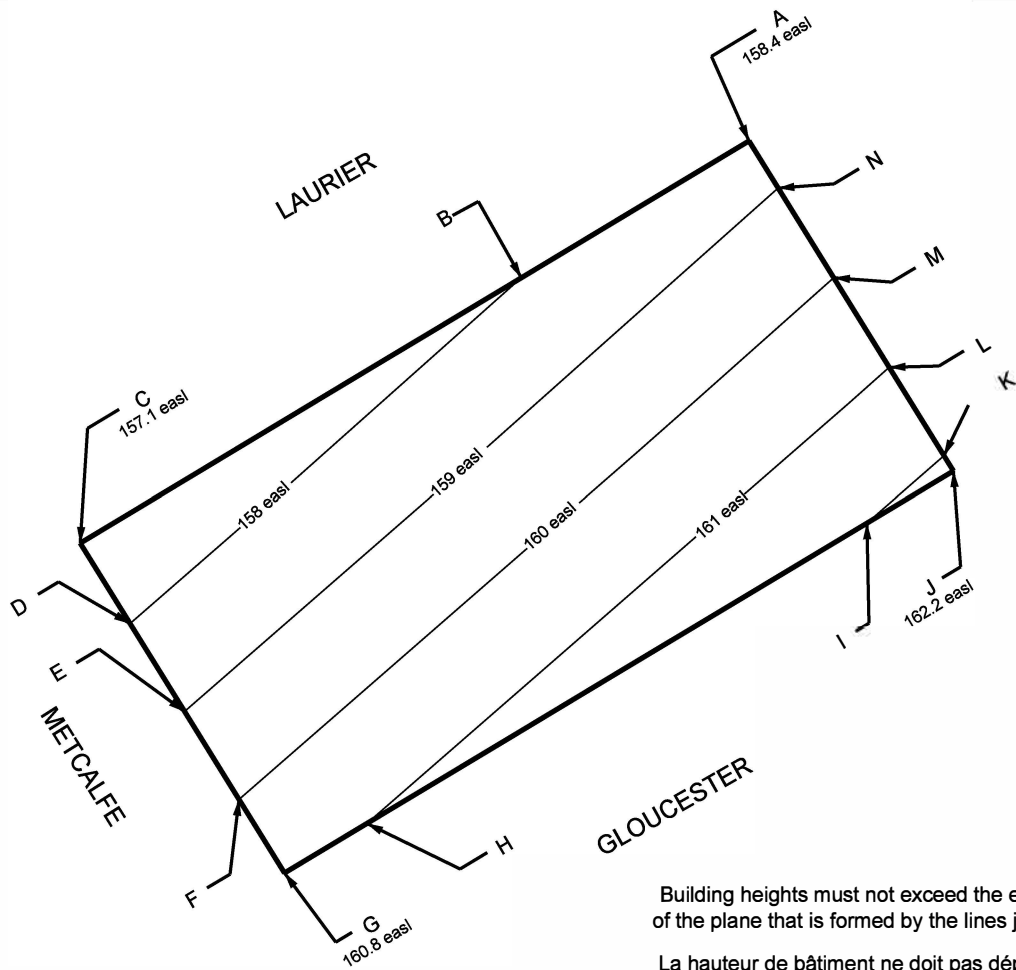 A
158.4 easl
LAURIER
N
B
M
L
K
C
157.1 easl
158 easl
159 easl
160 easl
161 easl
D
J
162.2 easl
I
E
METCALFE
GLOUCESTER
H
F
G
160.8 easl
Building heights must not exceed the e
of the plane that is formed by the lines j
La hauteur de bâtiment ne doit pas dép